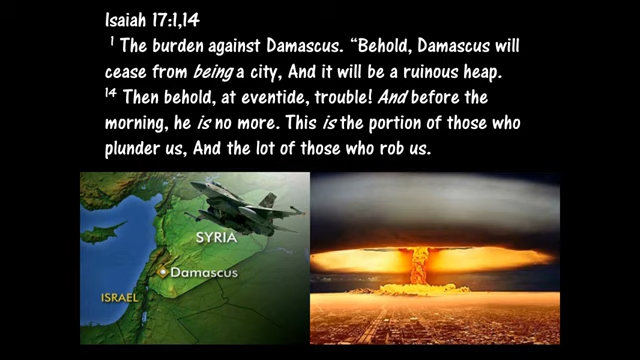 Isaiah 17:1,14
1 The burden against Damascus. “Behold, Damascus will
cease from being a city, And it will be a ruinous heap.
14 Then behold, at eventide, trouble! And before the
morning, he is no more. This is the portion of those who
plunder us, And the lot of those who rob us.
SYRIA
Damascus
ISRAEL